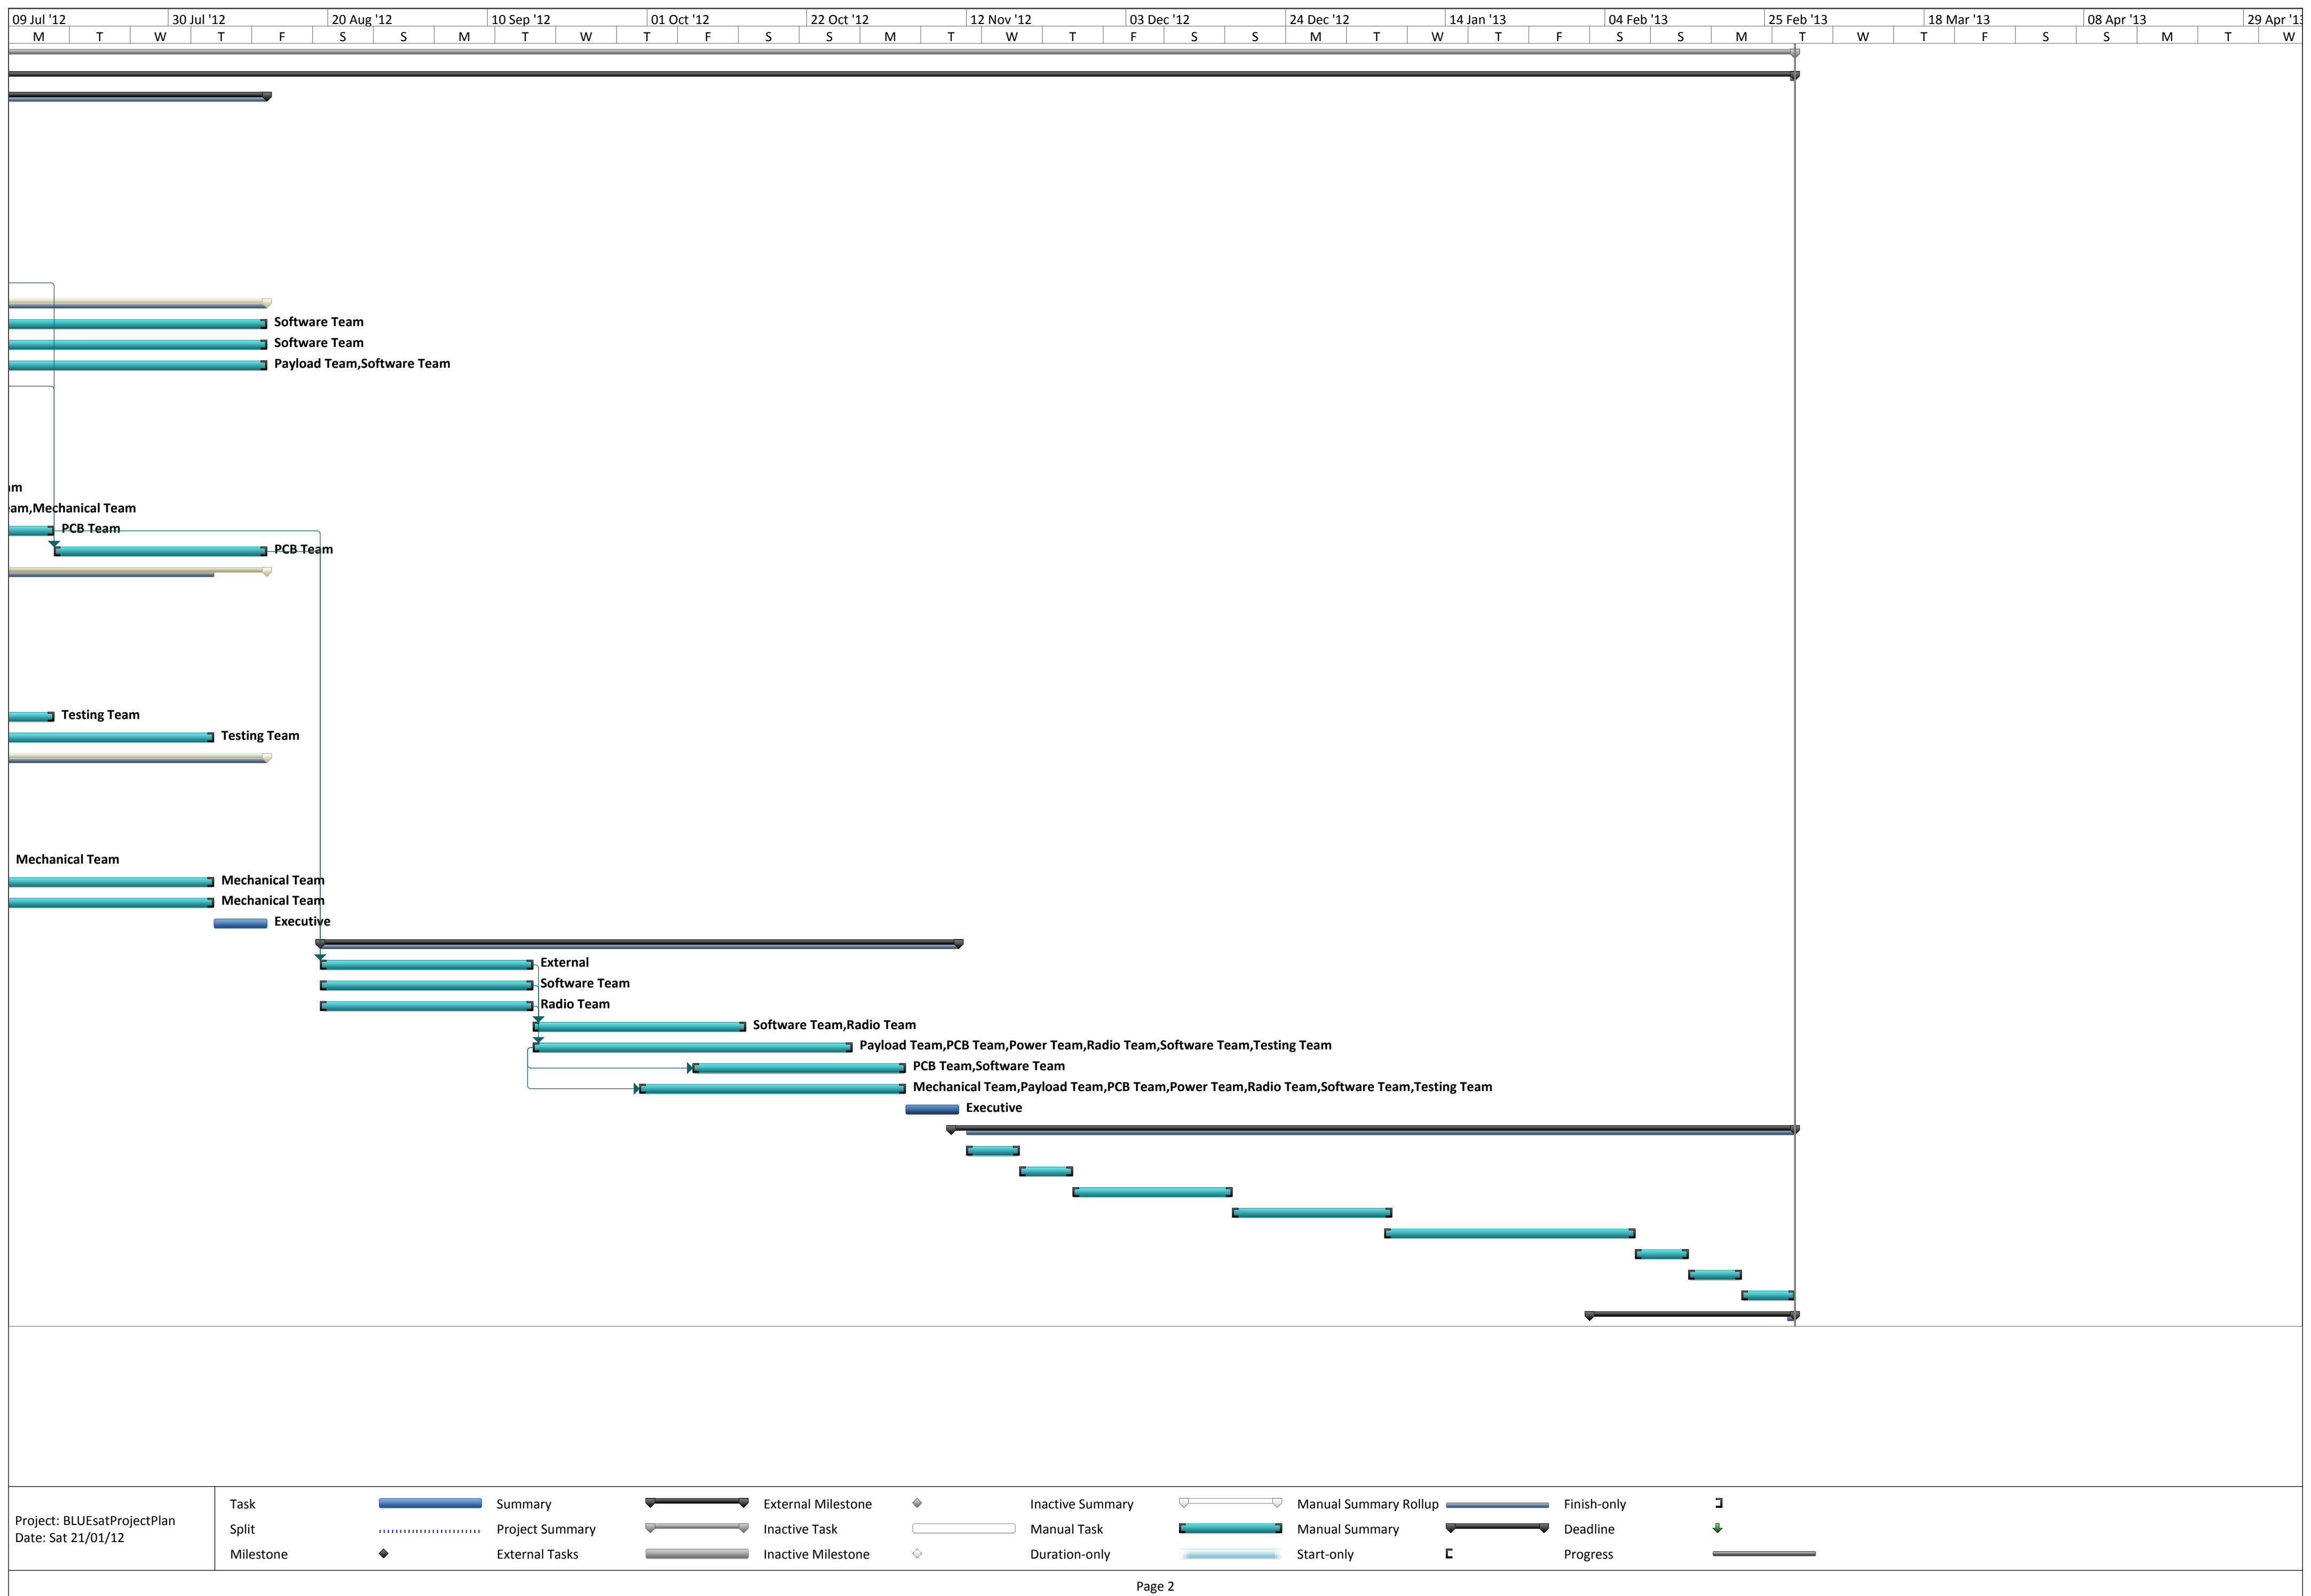 09 Jul '12 30 Jul '12 20 Aug '12 10 Sep '12 01 Oct '12 22 Oct '12 12 Nov '12 03 Dec '12 24 Dec '12 14 Jan '13 04 Feb '13 25 Feb '13 18 Mar '13 08 Apr '13 29 Apr '13
M T W T F S S M T W T F S S M T W T F S S M T W T F S S M T W T F S S M T W
Software Team
Software Team
Payload Team,Software Team
am
eam,Mechanical Team
PCB Team
PCB Team
Testing Team
Testing Team
Mechanical Team
Mechanical Team
Mechanical Team
Executive
External
Software Team
Radio Team
Software Team,Radio Team
Payload Team,PCB Team,Power Team,Radio Team,Software Team,Testing Team
PCB Team,Software Team
Mechanical Team,Payload Team,PCB Team,Power Team,Radio Team,Software Team,Testing Team
Executive
Project: BLUEsatProjectPlan
Date: Sat 21/01/12
Task Summary External Milestone Inactive Summary Manual Summary Rollup Finish-only
Split Project Summary Inactive Task Manual Task Manual Summary Deadline
Milestone External Tasks Inactive Milestone Duration-only Start-only Progress
Page 2